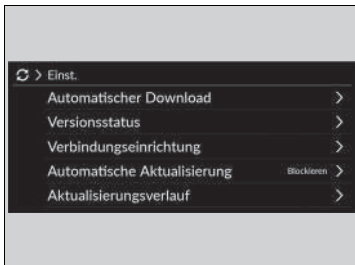 > Einst.
Automatischer Download >
Versionsstatus >
Verbindungseinrichtung >
Automatische Aktualisierung Blockieren >
Aktualisierungsverlauf >